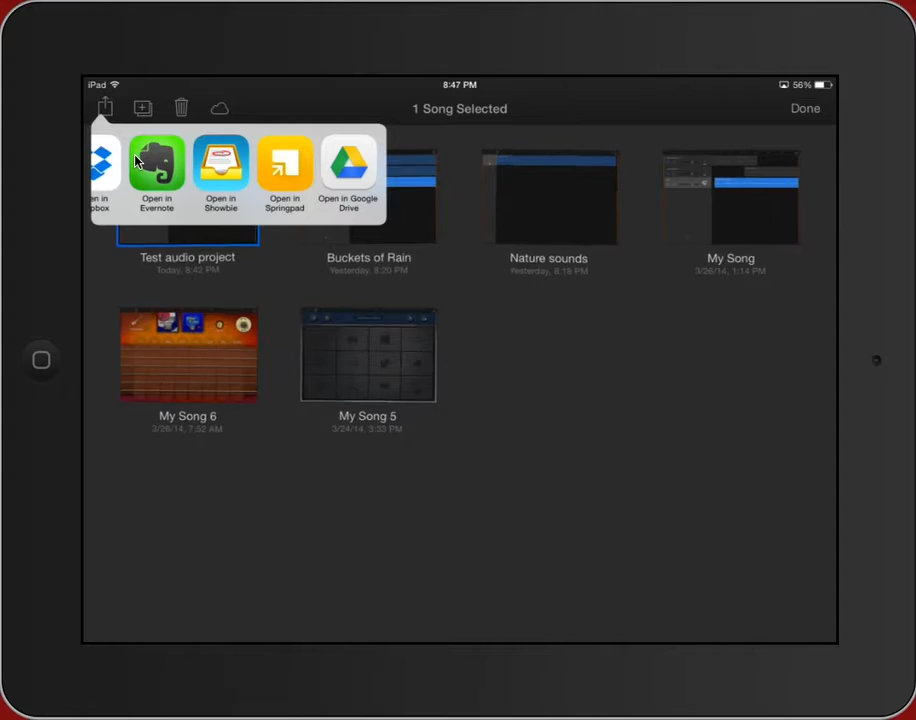 iPad
8:47 PM
56%
1 Song Selected
Done
en in
pbox
Open in
Evernote
Open in
Showbie
Open in
Springpad
Open in Google
Drive
Test audio project
Today, 8:42 PM
Buckets of Rain
Yesterday, 8:20 PM
Nature sounds
Yesterday, 8:18 PM
My Song
3/26/14, 1:14 PM
My Song 6
3/26/14, 7:52 AM
My Song 5
3/24/14, 3:33 PM